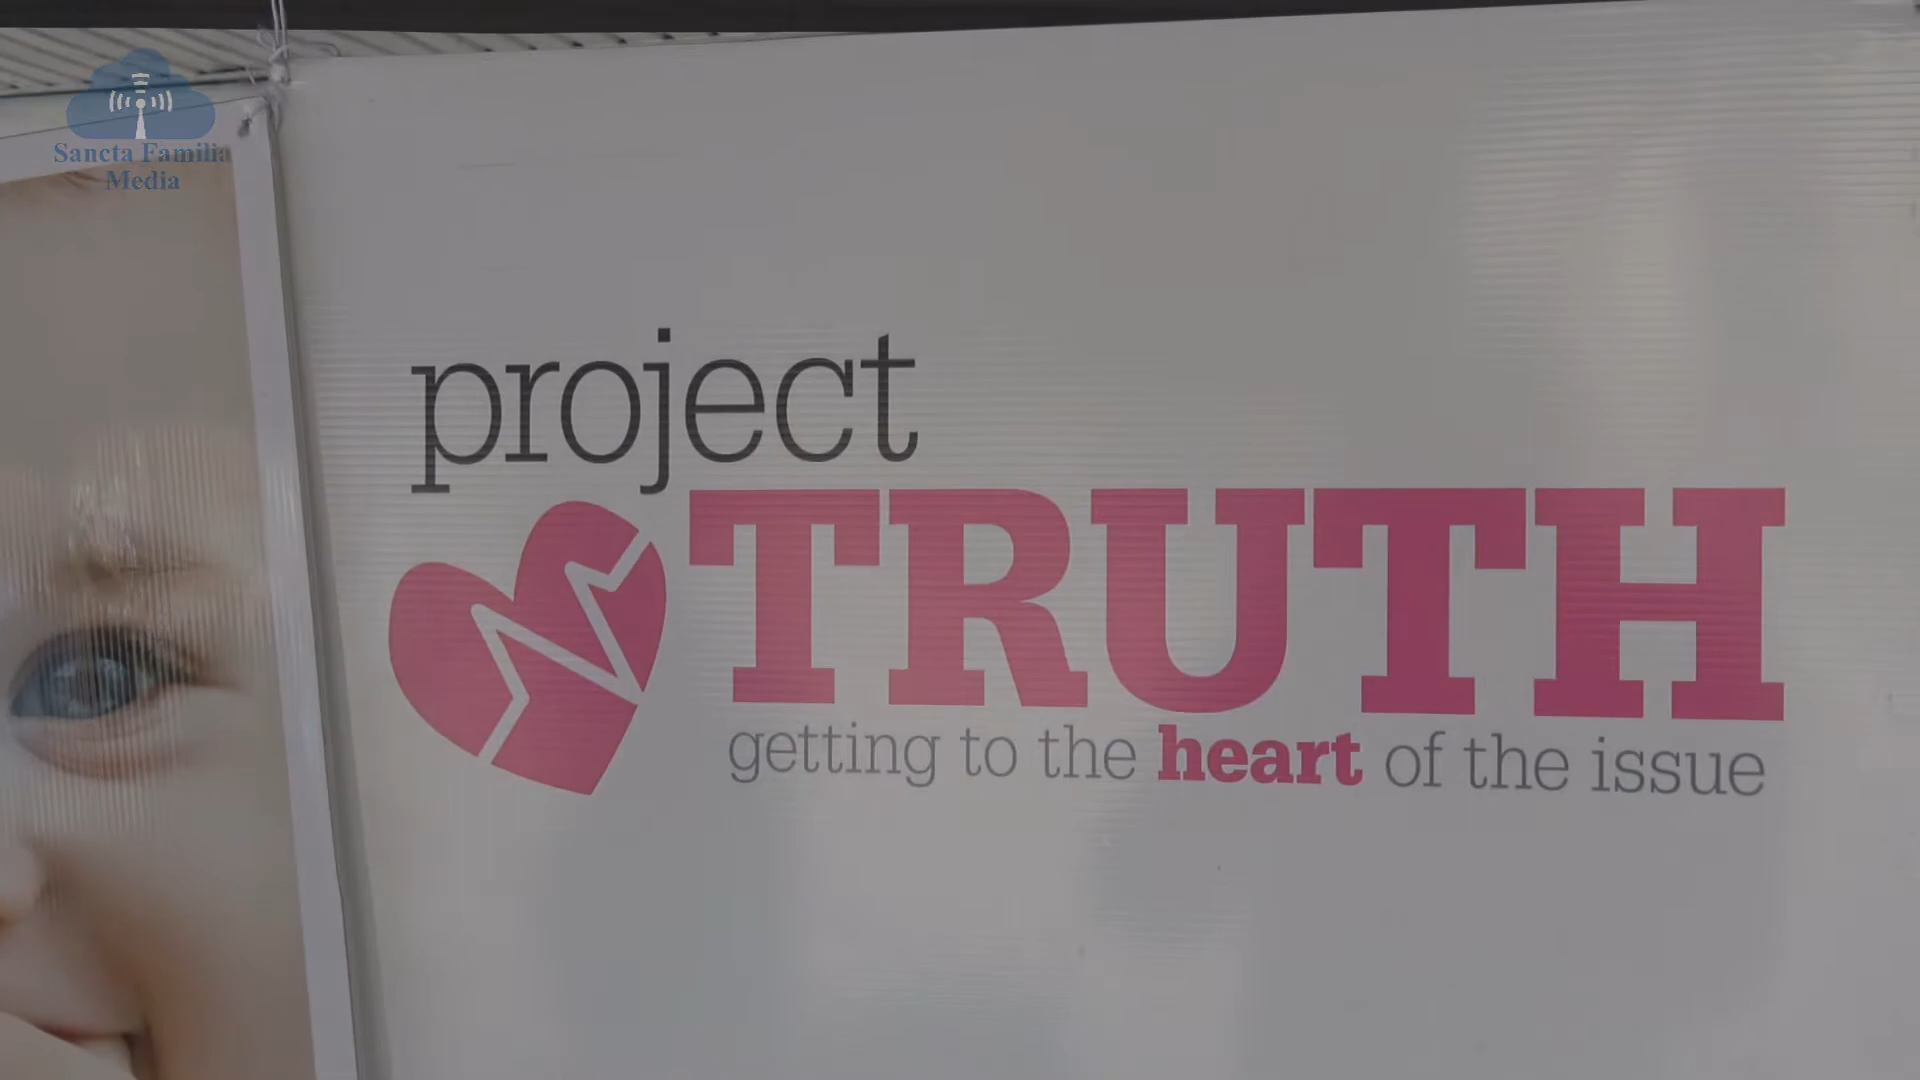 Sancta Familia
Media
project
TRUTH
getting to the heart of the issue